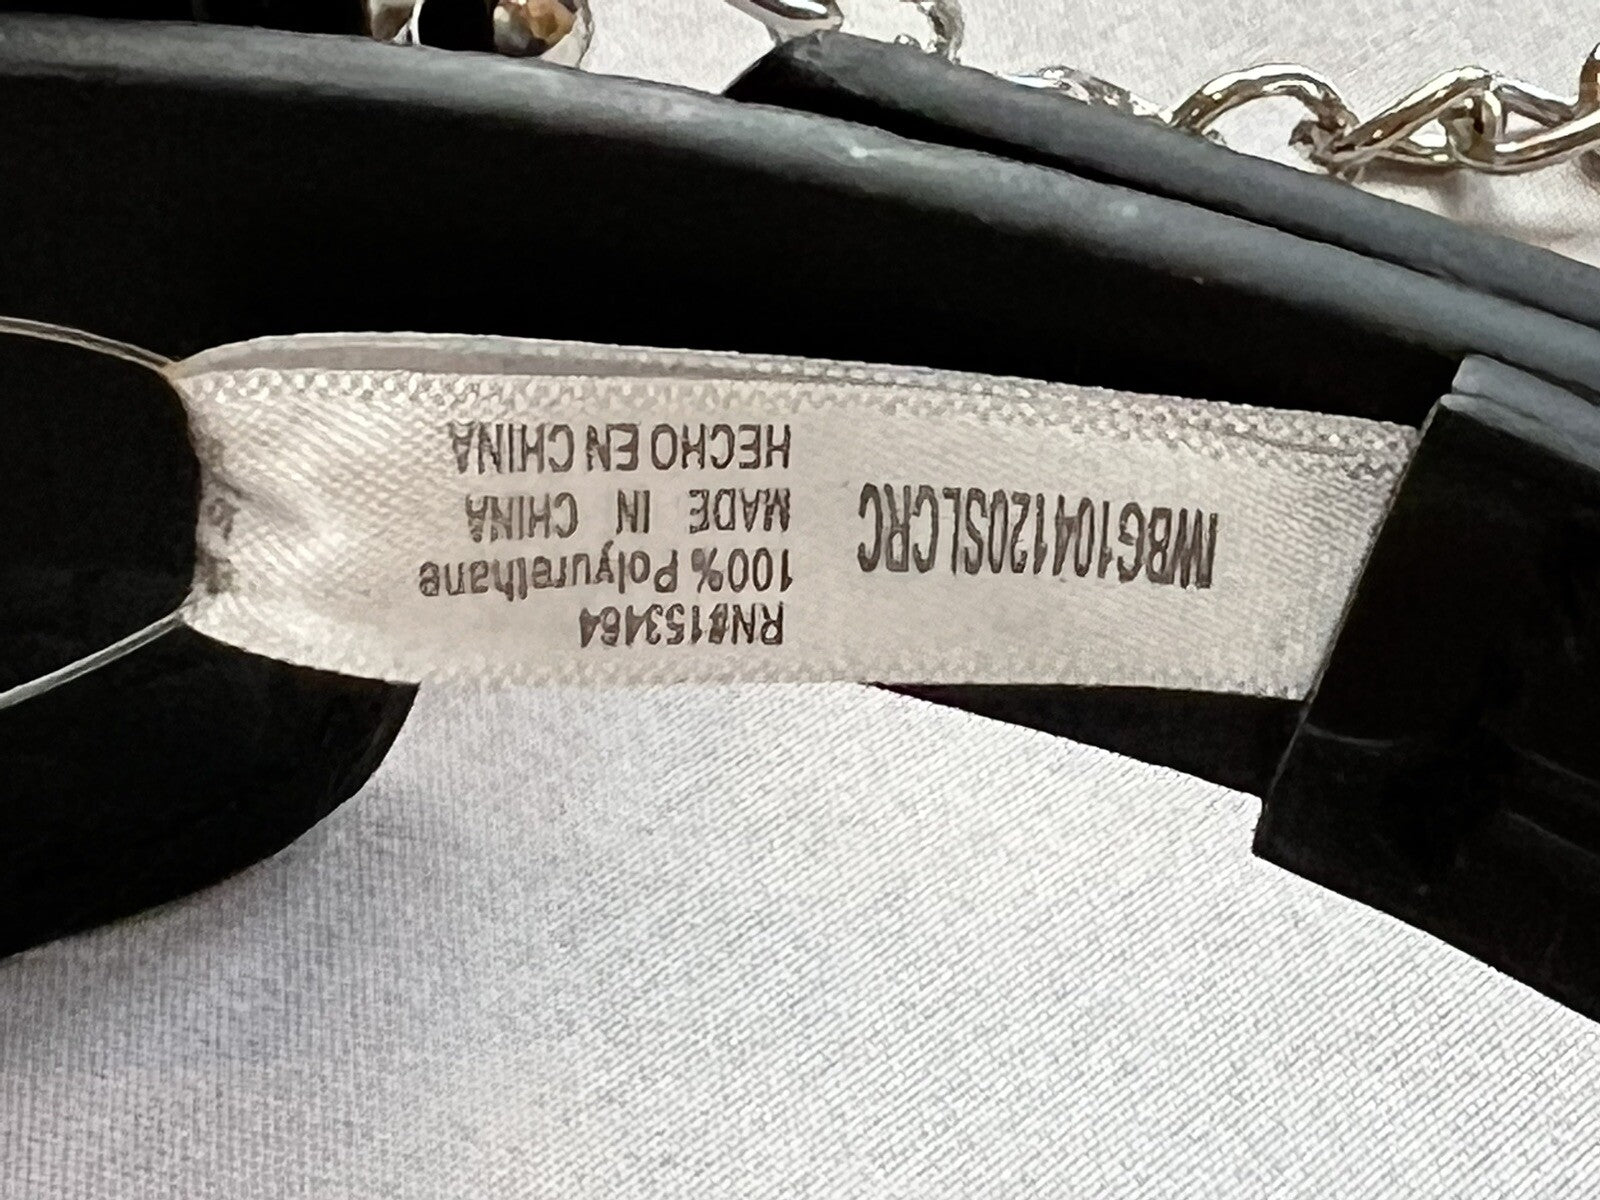 IWBG104120SLCRC
RN#153464
100% Polyurethane
MADE IN CHINA
HECHO EN CHINA